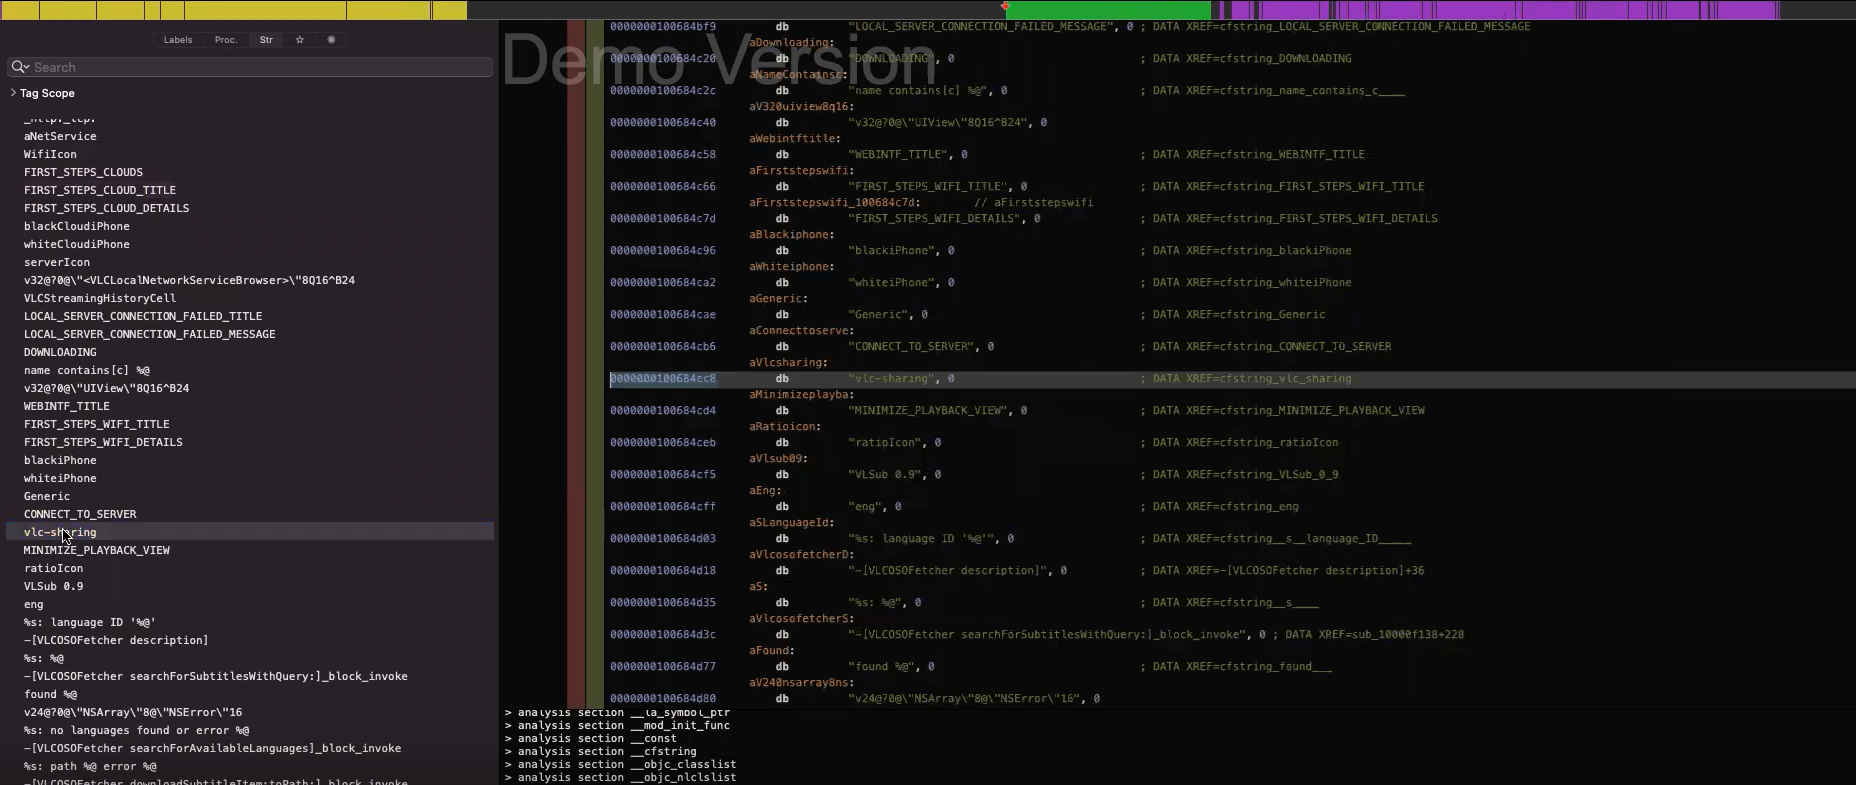 Labels Proc. Str
Search
Tag Scope
_http._tcp.
aNetService
WifiIcon
FIRST_STEPS_CLOUDS
FIRST_STEPS_CLOUD_TITLE
FIRST_STEPS_CLOUD_DETAILS
blackCloudiPhone
whiteCloudiPhone
serverIcon
v32@?0@\"<VLCLocalNetworkServiceBrowser>\"8Q16^B24
VLCStreamingHistoryCell
LOCAL_SERVER_CONNECTION_FAILED_TITLE
LOCAL_SERVER_CONNECTION_FAILED_MESSAGE
DOWNLOADING
name contains[c] %@
v32@?0@\"UIView\"8Q16^B24
WEBINTF_TITLE
FIRST_STEPS_WIFI_TITLE
FIRST_STEPS_WIFI_DETAILS
blackiPhone
whiteiPhone
Generic
CONNECT_TO_SERVER
vlc-sharing
MINIMIZE_PLAYBACK_VIEW
ratioIcon
VLSub 0.9
eng
%s: language ID '%@'
-[VLCOSOFetcher description]
%s: %@
-[VLCOSOFetcher searchForSubtitlesWithQuery:]_block_invoke
found %@
v24@?0@\"NSArray\"8@\"NSError\"16
%s: no languages found or error %@
-[VLCOSOFetcher searchForAvailableLanguages]_block_invoke
%s: path %@ error %@
-[VLCOSOFetcher downloadSubtitleItem:toPath:]_block_invoke
Demo Version
0000000100684bf9 db "LOCAL_SERVER_CONNECTION_FAILED_MESSAGE", 0 ; DATA XREF=cfstring_LOCAL_SERVER_CONNECTION_FAILED_MESSAGE
aDownloading:
0000000100684c20 db "DOWNLOADING", 0 ; DATA XREF=cfstring_DOWNLOADING
aNameContainsc:
0000000100684c2c db "name contains[c] %@", 0 ; DATA XREF=cfstring_name_contains_c____
aV320uiview8q16:
0000000100684c40 db "v32@?0@\"UIView\"8Q16^B24", 0
aWebintftitle:
0000000100684c58 db "WEBINTF_TITLE", 0 ; DATA XREF=cfstring_WEBINTF_TITLE
aFirststepswifi:
0000000100684c66 db "FIRST_STEPS_WIFI_TITLE", 0 ; DATA XREF=cfstring_FIRST_STEPS_WIFI_TITLE
aFirststepswifi_100684c7d: // aFirststepswifi
0000000100684c7d db "FIRST_STEPS_WIFI_DETAILS", 0 ; DATA XREF=cfstring_FIRST_STEPS_WIFI_DETAILS
aBlackiphone:
0000000100684c96 db "blackiPhone", 0 ; DATA XREF=cfstring_blackiPhone
aWhiteiphone:
0000000100684ca2 db "whiteiPhone", 0 ; DATA XREF=cfstring_whiteiPhone
aGeneric:
0000000100684cae db "Generic", 0 ; DATA XREF=cfstring_Generic
aConnecttoserve:
0000000100684cb6 db "CONNECT_TO_SERVER", 0 ; DATA XREF=cfstring_CONNECT_TO_SERVER
aVlcsharing:
0000000100684cc8 db "vlc-sharing", 0 ; DATA XREF=cfstring_vlc_sharing
aMinimizeplayba:
0000000100684cd4 db "MINIMIZE_PLAYBACK_VIEW", 0 ; DATA XREF=cfstring_MINIMIZE_PLAYBACK_VIEW
aRatioicon:
0000000100684ceb db "ratioIcon", 0 ; DATA XREF=cfstring_ratioIcon
aVlsub09:
0000000100684cf5 db "VLSub 0.9", 0 ; DATA XREF=cfstring_VLSub_0_9
aEng:
0000000100684cff db "eng", 0 ; DATA XREF=cfstring_eng
aSLanguageId:
0000000100684d03 db "%s: language ID '%@'", 0 ; DATA XREF=cfstring__s__language_ID_____
aVlcosofetcherD:
0000000100684d18 db "-[VLCOSOFetcher description]", 0 ; DATA XREF=-[VLCOSOFetcher description]+36
aS:
0000000100684d35 db "%s: %@", 0 ; DATA XREF=cfstring__s____
aVlcosofetcherS:
0000000100684d3c db "-[VLCOSOFetcher searchForSubtitlesWithQuery:]_block_invoke", 0 ; DATA XREF=sub_10000f138+228
aFound:
0000000100684d77 db "found %@", 0 ; DATA XREF=cfstring_found___
aV240nsarray8ns:
0000000100684d80 db "v24@?0@\"NSArray\"8@\"NSError\"16", 0
> analysis section __la_symbol_ptr
> analysis section __mod_init_func
> analysis section __const
> analysis section __cfstring
> analysis section __objc_classlist
> analysis section __objc_nlclslist